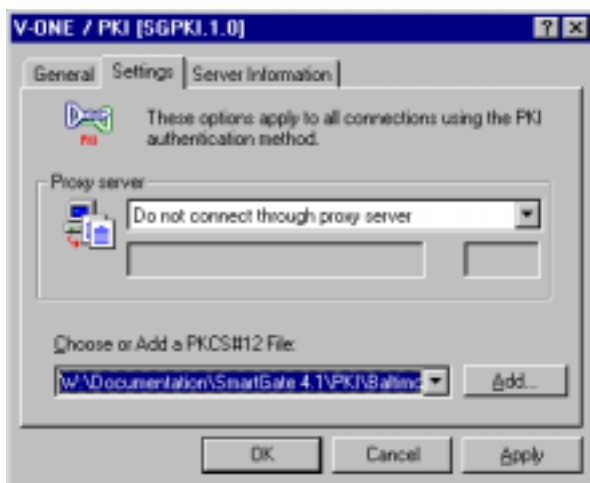 V-ONE / PKI [SGPKI.1.0]
General Settings Server Information
These options apply to all connections using the PKI
authentication method.
PKI
Proxy server
Do not connect through proxy server
Choose or Add a PKCS#12 File:
W:\Documentation\SmartGate 4.1\PKI\Baltimo
Add...
OK Cancel Apply